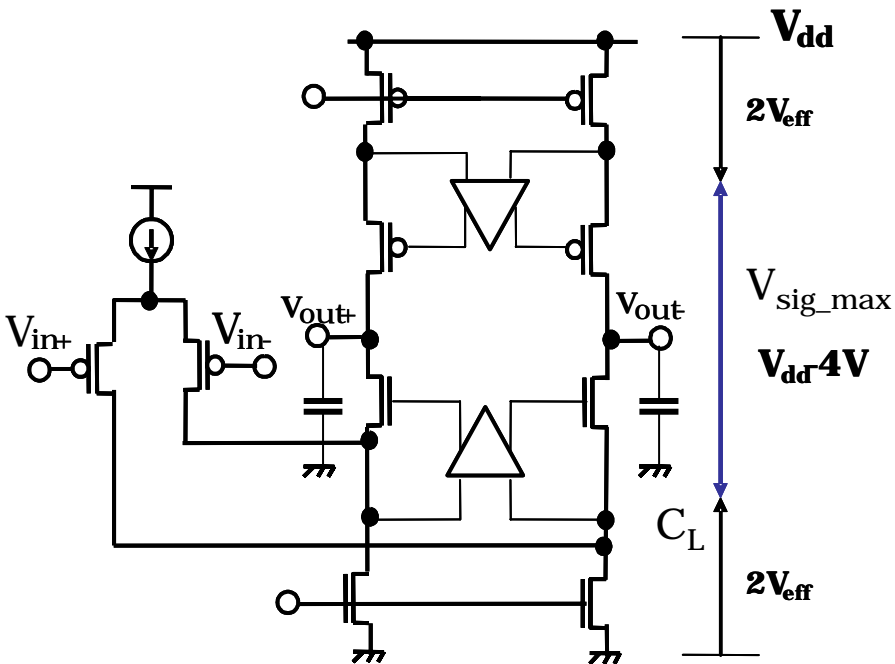 Vdd
2Veff
Vin+
Vin-
vout+
vout-
Vsig_max
Vdd-4V
CL
2Veff